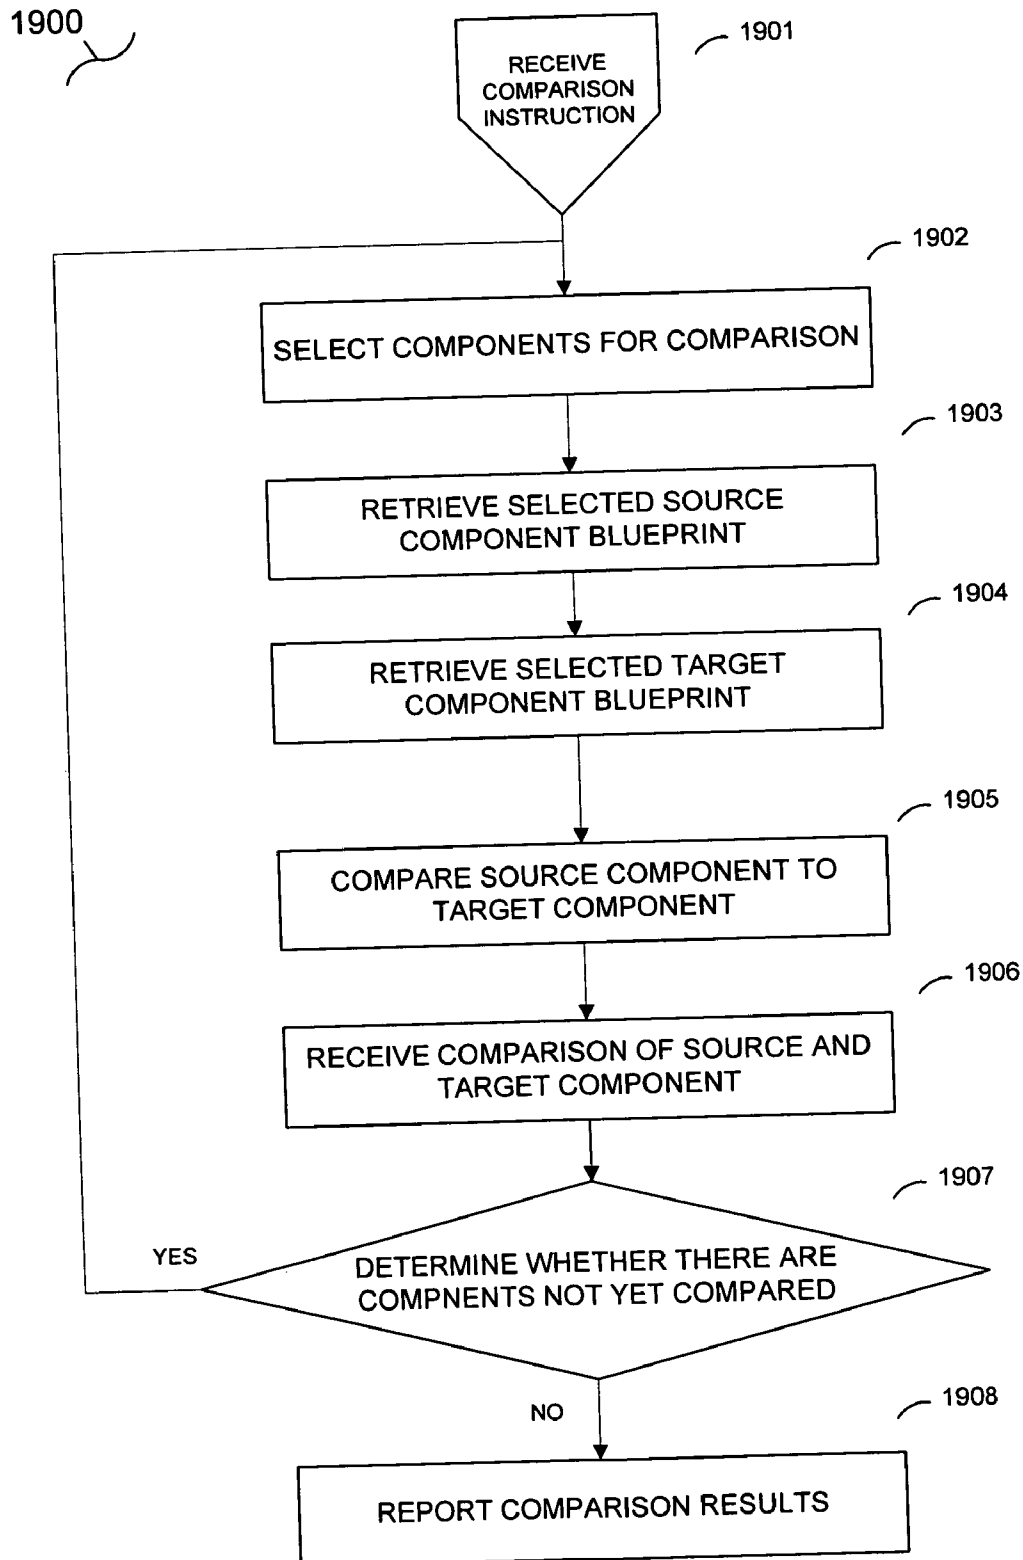 1900
1901
RECEIVE
COMPARISON
INSTRUCTION
1902
SELECT COMPONENTS FOR COMPARISON
1903
RETRIEVE SELECTED SOURCE
COMPONENT BLUEPRINT
1904
RETRIEVE SELECTED TARGET
COMPONENT BLUEPRINT
1905
COMPARE SOURCE COMPONENT TO
TARGET COMPONENT
1906
RECEIVE COMPARISON OF SOURCE AND
TARGET COMPONENT
1907
YES
DETERMINE WHETHER THERE ARE
COMPNENTS NOT YET COMPARED
NO
1908
REPORT COMPARISON RESULTS